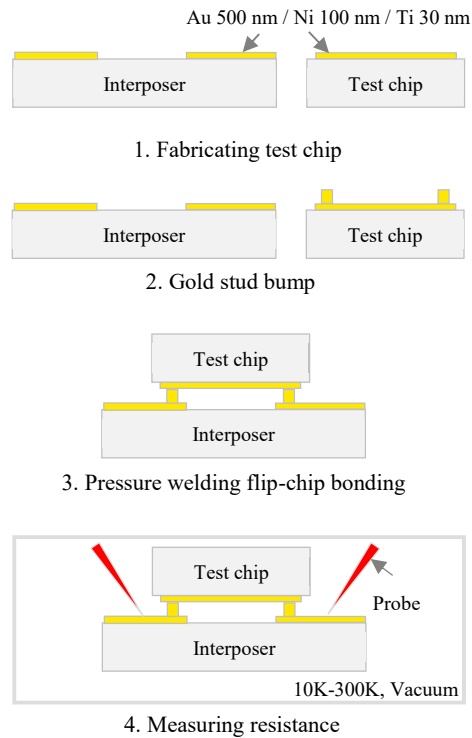 Au 500 nm / Ni 100 nm / Ti 30 nm
Interposer
Test chip
1. Fabricating test chip
Interposer
Test chip
2. Gold stud bump
Test chip
Interposer
3. Pressure welding flip-chip bonding
Test chip
Probe
Interposer
10K-300K, Vacuum
4. Measuring resistance